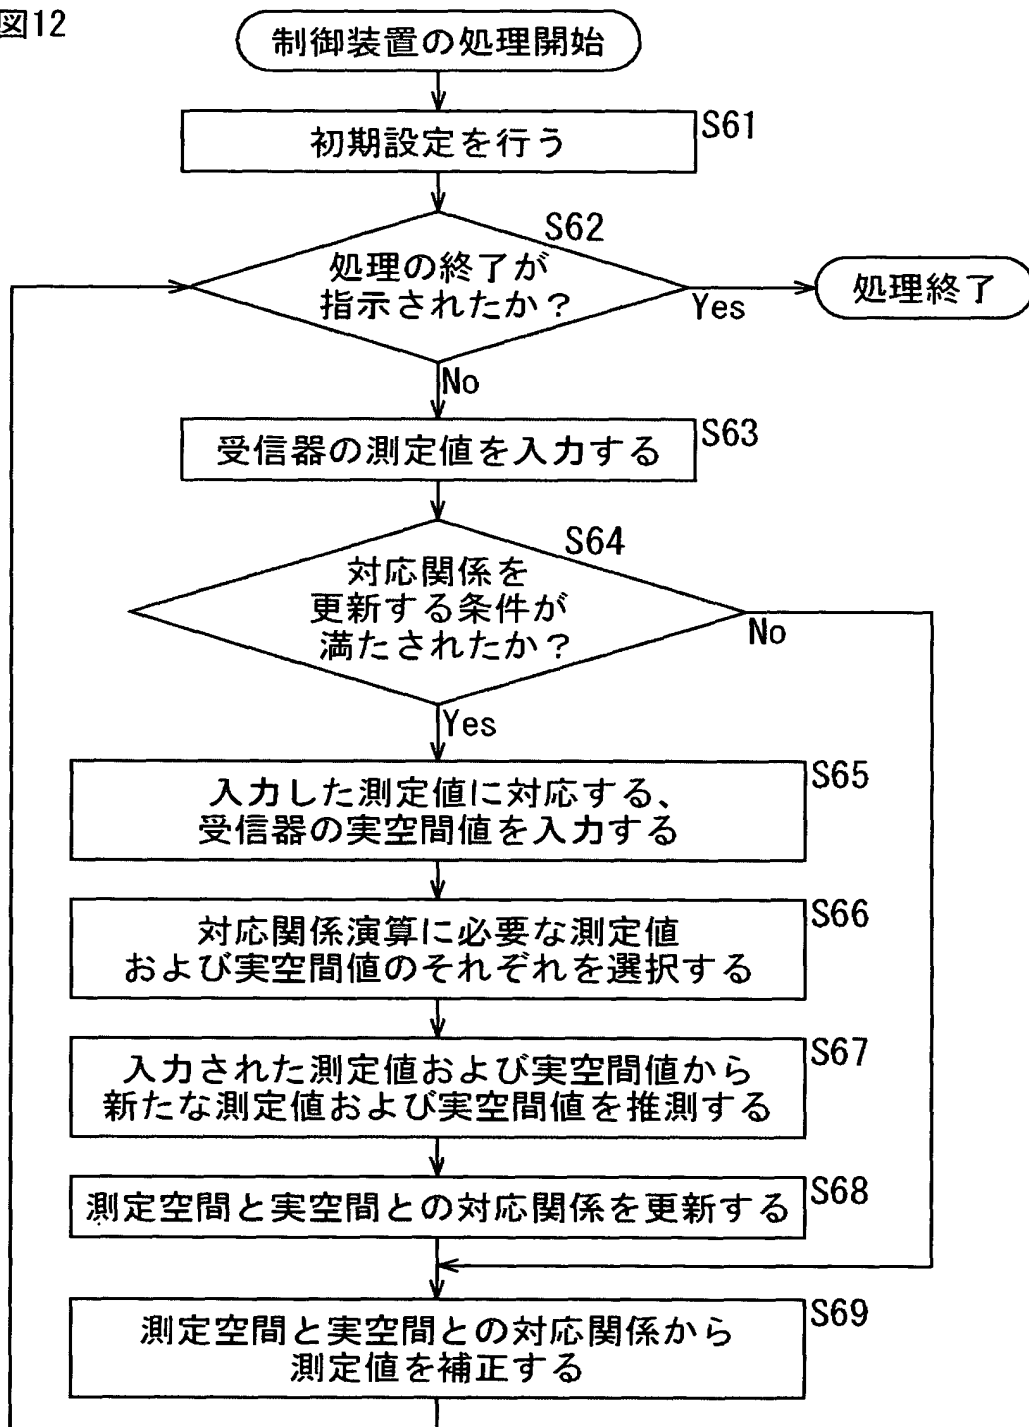 図12
制御装置の処理開始
初期設定を行う
S61
S62
処理の終了が
指示されたか？
Yes
処理終了
No
受信器の測定値を入力する
S63
S64
対応関係を
更新する条件が
満たされたか？
No
Yes
S65
入力した測定値に対応する、
受信器の実空間値を入力する
S66
対応関係演算に必要な測定値
および実空間値のそれぞれを選択する
S67
入力された測定値および実空間値から
新たな測定値および実空間値を推測する
S68
測定空間と実空間との対応関係を更新する
S69
測定空間と実空間との対応関係から
測定値を補正する